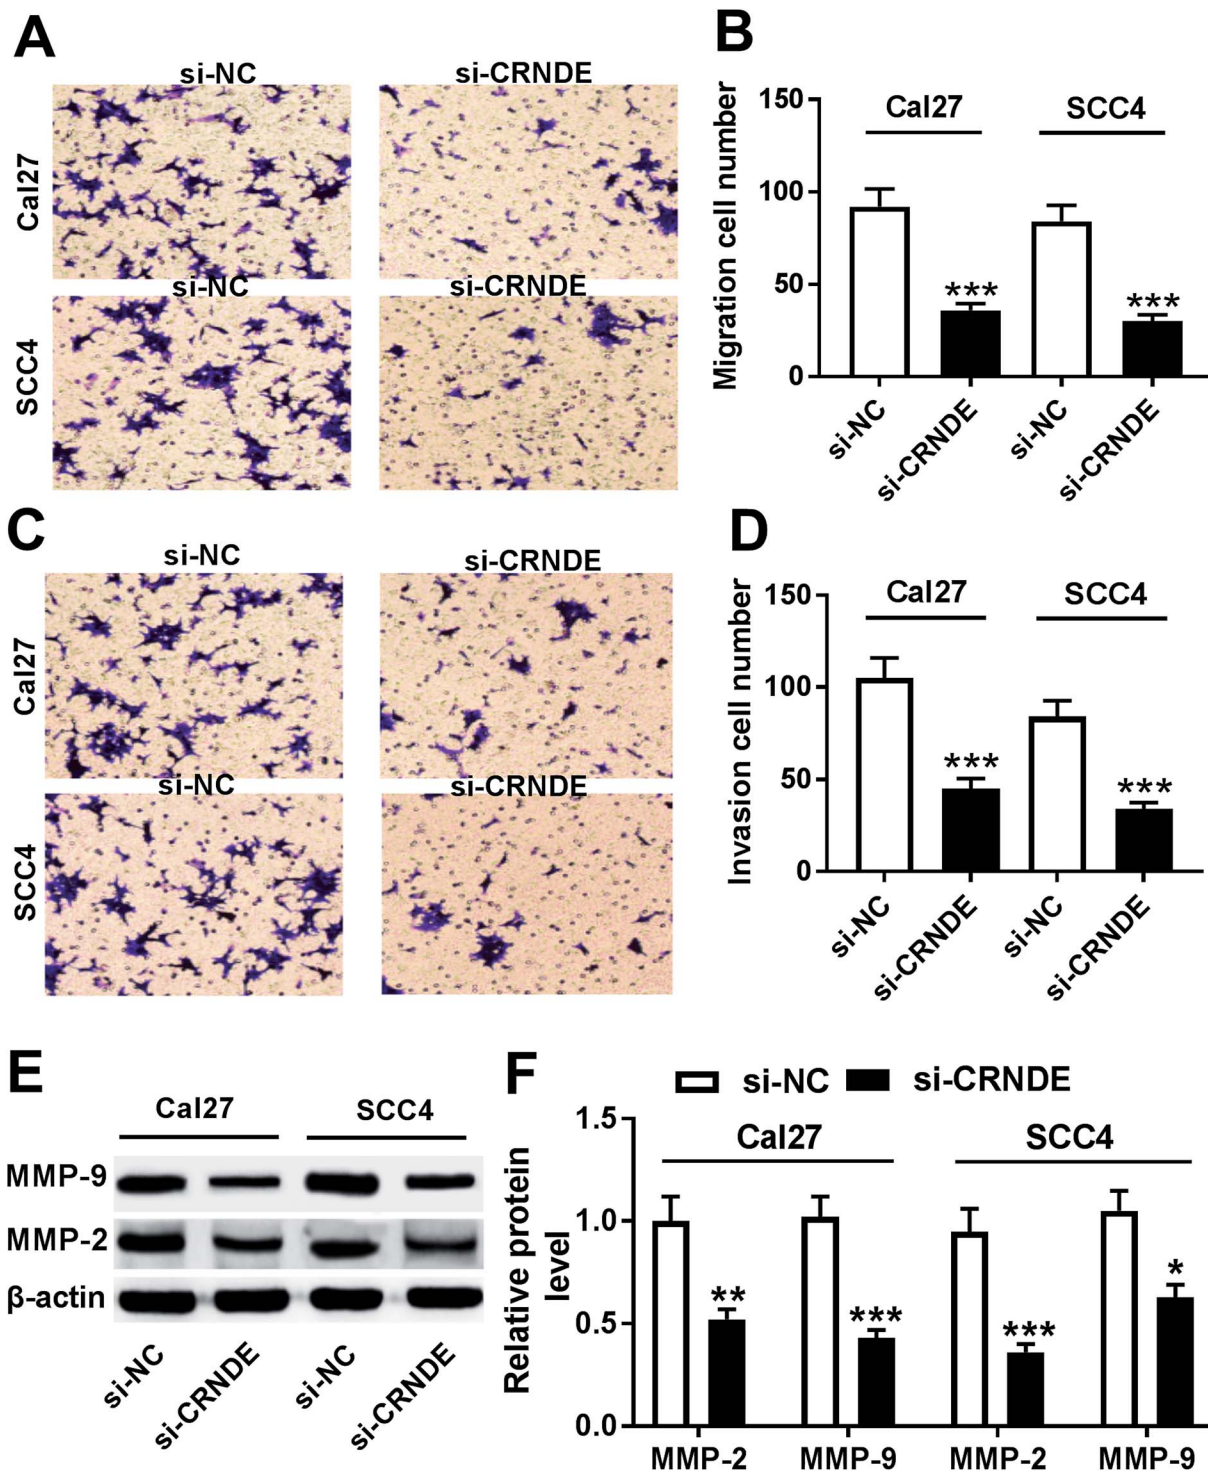 A
si-NC
si-CRNDE
Cal27
si-NC
si-CRNDE
SCC4
B
Migration cell number
150
100
50
0
Cal27
SCC4
***
***
si-NC
si-CRNDE
si-NC
si-CRNDE
C
si-NC
si-CRNDE
Cal27
si-NC
si-CRNDE
SCC4
D
Invasion cell number
150
100
50
0
Cal27
SCC4
***
***
si-NC
si-CRNDE
si-NC
si-CRNDE
E
Cal27
SCC4
MMP-9
MMP-2
β-actin
si-NC
si-CRNDE
si-NC
si-CRNDE
F
si-NC
si-CRNDE
Relative protein
level
1.5
1.0
0.5
0.0
Cal27
SCC4
**
***
***
*
MMP-2
MMP-9
MMP-2
MMP-9